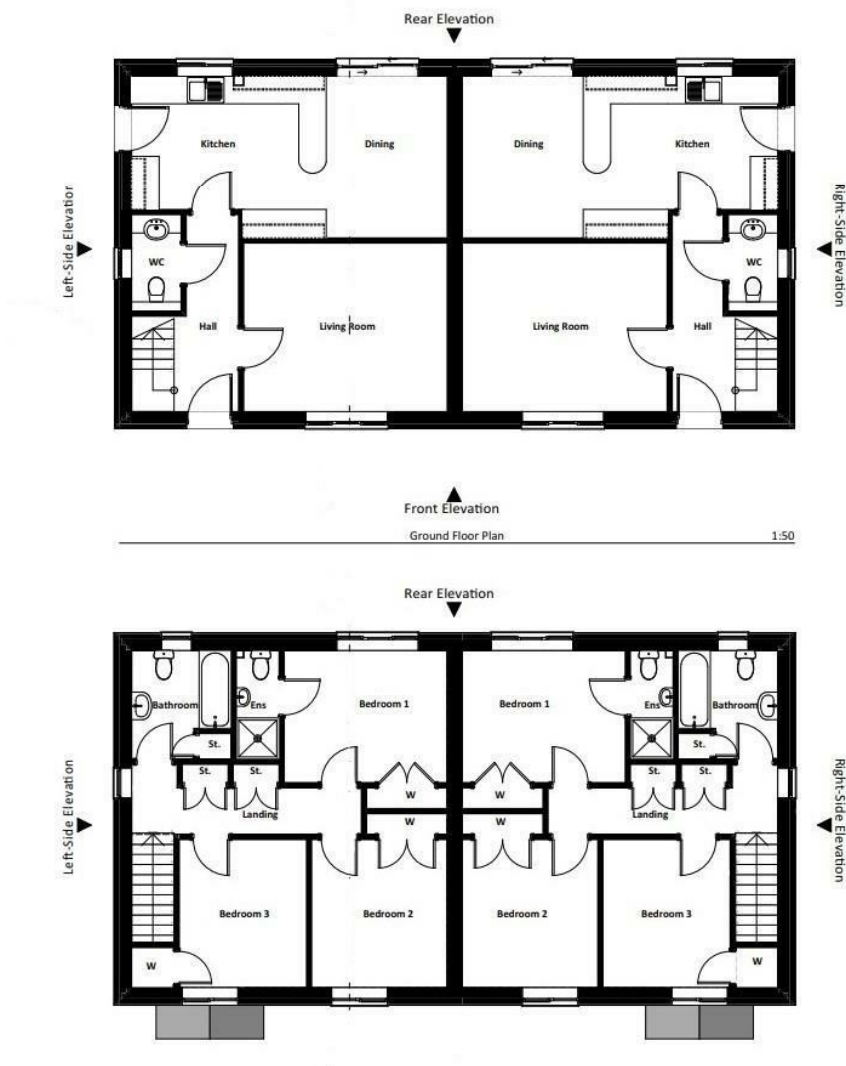 Rear Elevation
Kitchen
Dining
Dining
Kitchen
Left-Side Elevation
Right-Side Elevation
WC
WC
Hall
Living Room
Living Room
Hall
Front Elevation
Ground Floor Plan
1:50
Rear Elevation
Bathroom
Ens
Bedroom 1
Bedroom 1
Ens
Bathroom
St.
St.
St.
St.
St.
St.
W
W
Left-Side Elevation
Right-Side Elevation
Landing
W
W
Landing
Bedroom 3
Bedroom 2
Bedroom 2
Bedroom 3
W
W